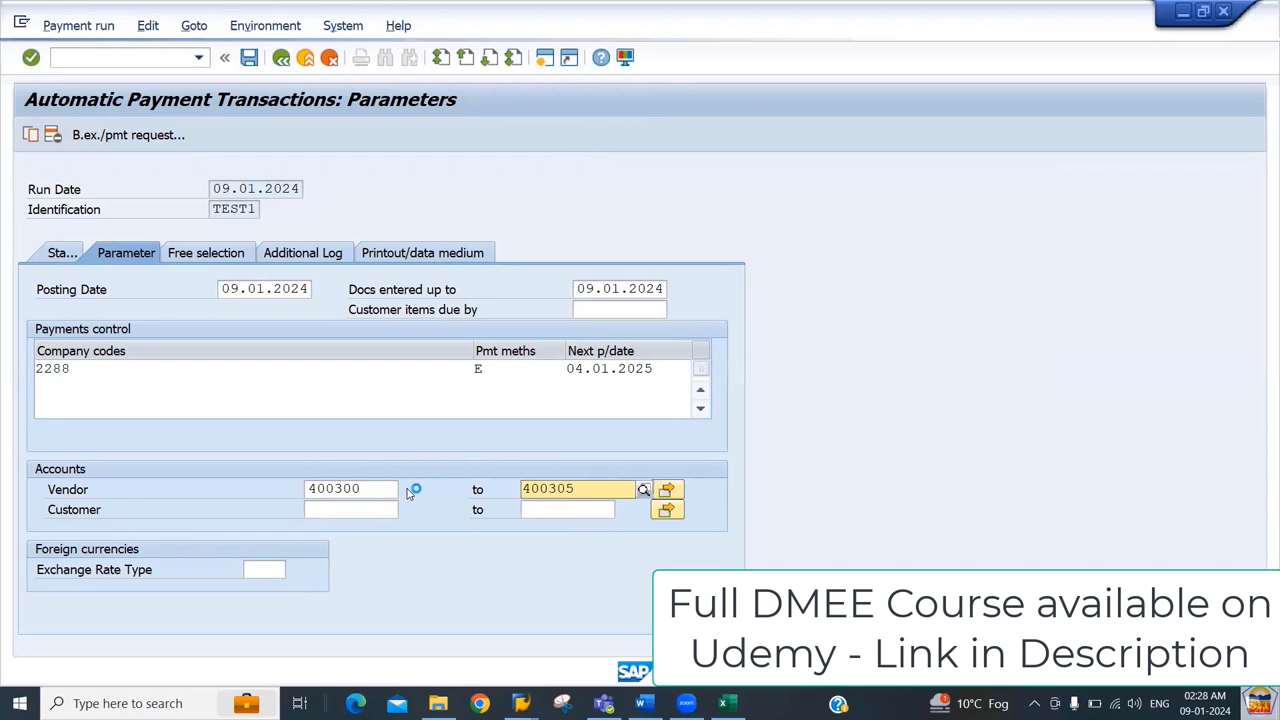 Payment run Edit Goto Environment System Help
Automatic Payment Transactions: Parameters
B.ex./pmt request...
Run Date 09.01.2024
Identification TEST1
Sta... Parameter Free selection Additional Log Printout/data medium
Posting Date 09.01.2024 Docs entered up to 09.01.2024
Customer items due by
Payments control
Company codes Pmt meths Next p/date
2288 E 04.01.2025
Accounts
Vendor 400300 to 400305
Customer to
Foreign currencies
Exchange Rate Type
Full DMEE Course available on
Udemy - Link in Description
SAP
Type here to search 10°C Fog 02:28 AM
09-01-2024